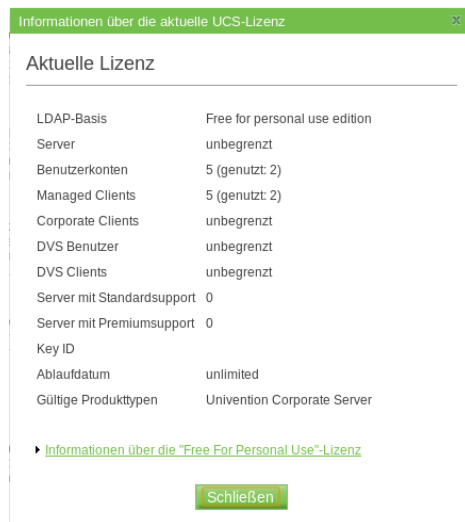 Informationen über die aktuelle UCS-Lizenz x
Aktuelle Lizenz
LDAP-Basis Free for personal use edition
Server unbegrenzt
Benutzerkonten 5 (genutzt: 2)
Managed Clients 5 (genutzt: 2)
Corporate Clients unbegrenzt
DVS Benutzer unbegrenzt
DVS Clients unbegrenzt
Server mit Standardsupport 0
Server mit Premiumsupport 0
Key ID
Ablaufdatum unlimited
Gültige Produkttypen Univention Corporate Server
Informationen über die "Free For Personal Use"-Lizenz
Schließen